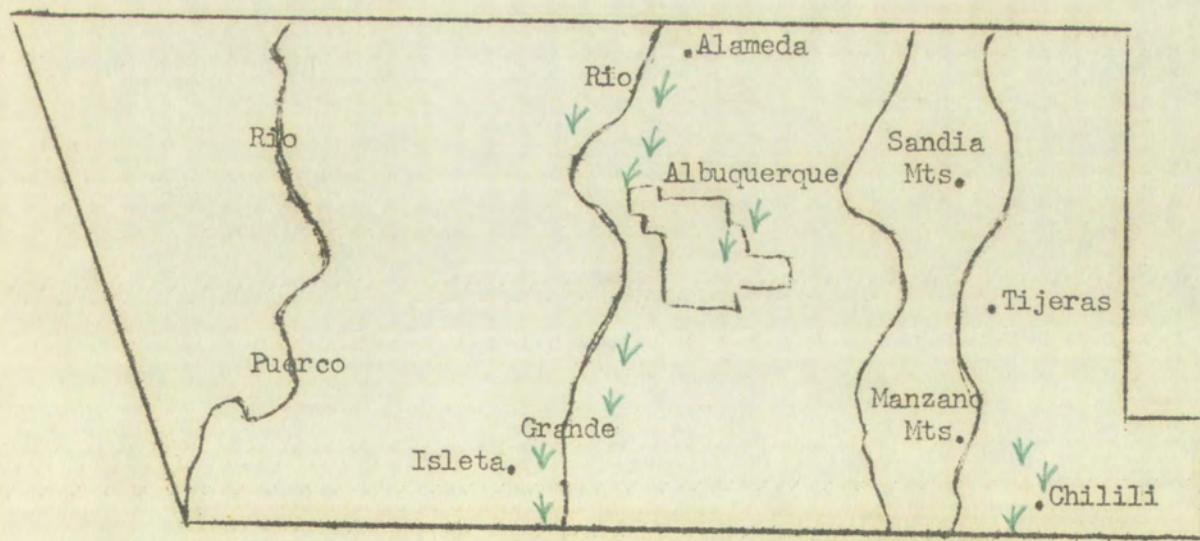 Alameda
Rio
Rio
Sandia
Mts.
Albuquerque
Tijeras
Puerco
Manzano
Mts.
Grande
Isleta
Chilili